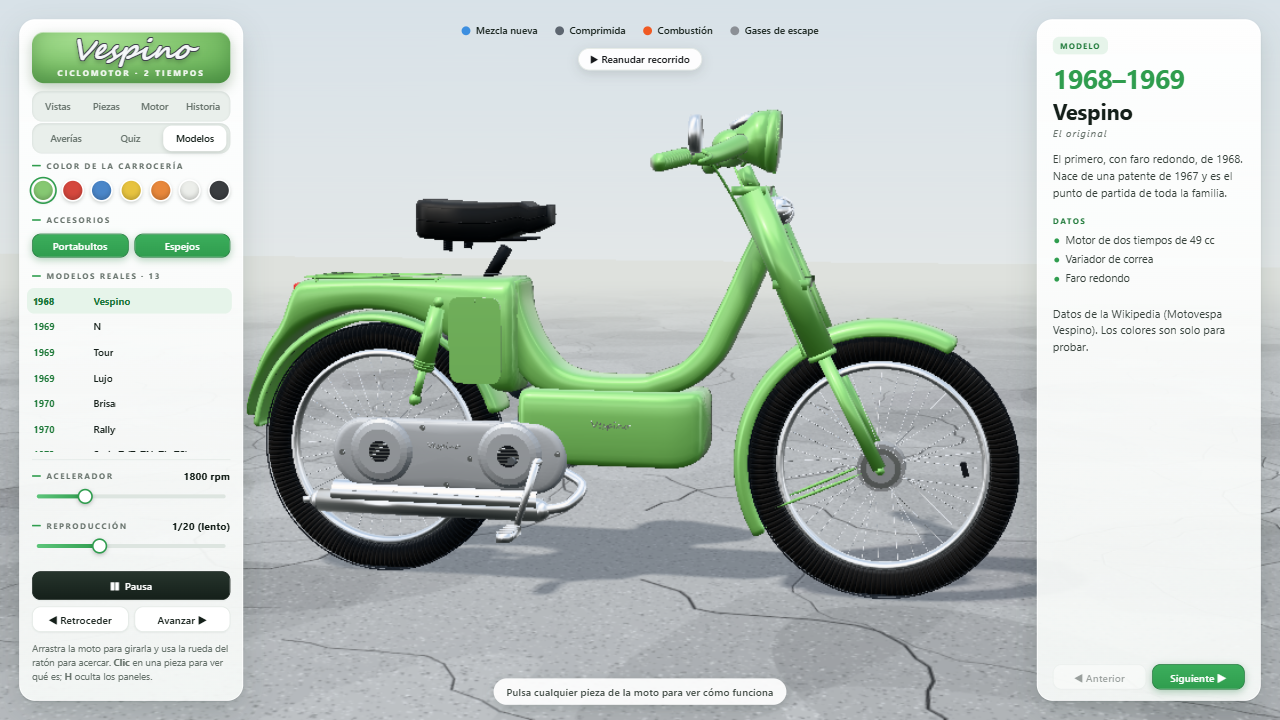 Vespino
CICLOMOTOR · 2 TIEMPOS
Vistas
Piezas
Motor
Historia
Averías
Quiz
Modelos
COLOR DE LA CARROCERÍA
ACCESORIOS
Portabultos
Espejos
MODELOS REALES · 13
1968 Vespino
1969 N
1969 Tour
1969 Lujo
1970 Brisa
1970 Rally
ACELERADOR 1800 rpm
REPRODUCCIÓN 1/20 (lento)
Pausa
◀ Retroceder
Avanzar ▶
Arrastra la moto para girarla y usa la rueda del
ratón para acercar. Clic en una pieza para ver
qué es; H oculta los paneles.
Mezcla nueva
Comprimida
Combustión
Gases de escape
▶ Reanudar recorrido
Vespino
Vespino
Pulsa cualquier pieza de la moto para ver cómo funciona
MODELO
1968–1969
Vespino
El original
El primero, con faro redondo, de 1968.
Nace de una patente de 1967 y es el
punto de partida de toda la familia.
DATOS
Motor de dos tiempos de 49 cc
Variador de correa
Faro redondo
Datos de la Wikipedia (Motovespa
Vespino). Los colores son solo para
probar.
◀ Anterior
Siguiente ▶